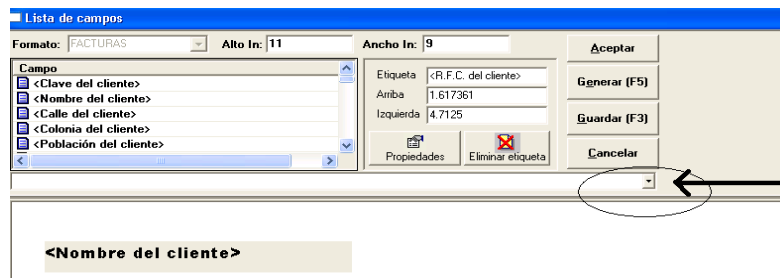 Lista de campos
Formato: FACTURAS Alto In: 11 Ancho In: 9 Aceptar
Campo
<Clave del cliente>
<Nombre del cliente>
<Calle del cliente>
<Colonia del cliente>
<Población del cliente>
Etiqueta <R.F.C. del cliente>
Arriba 1.617361
Izquierda 4.7125
Propiedades Eliminar etiqueta
Generar (F5)
Guardar (F3)
Cancelar
<Nombre del cliente>